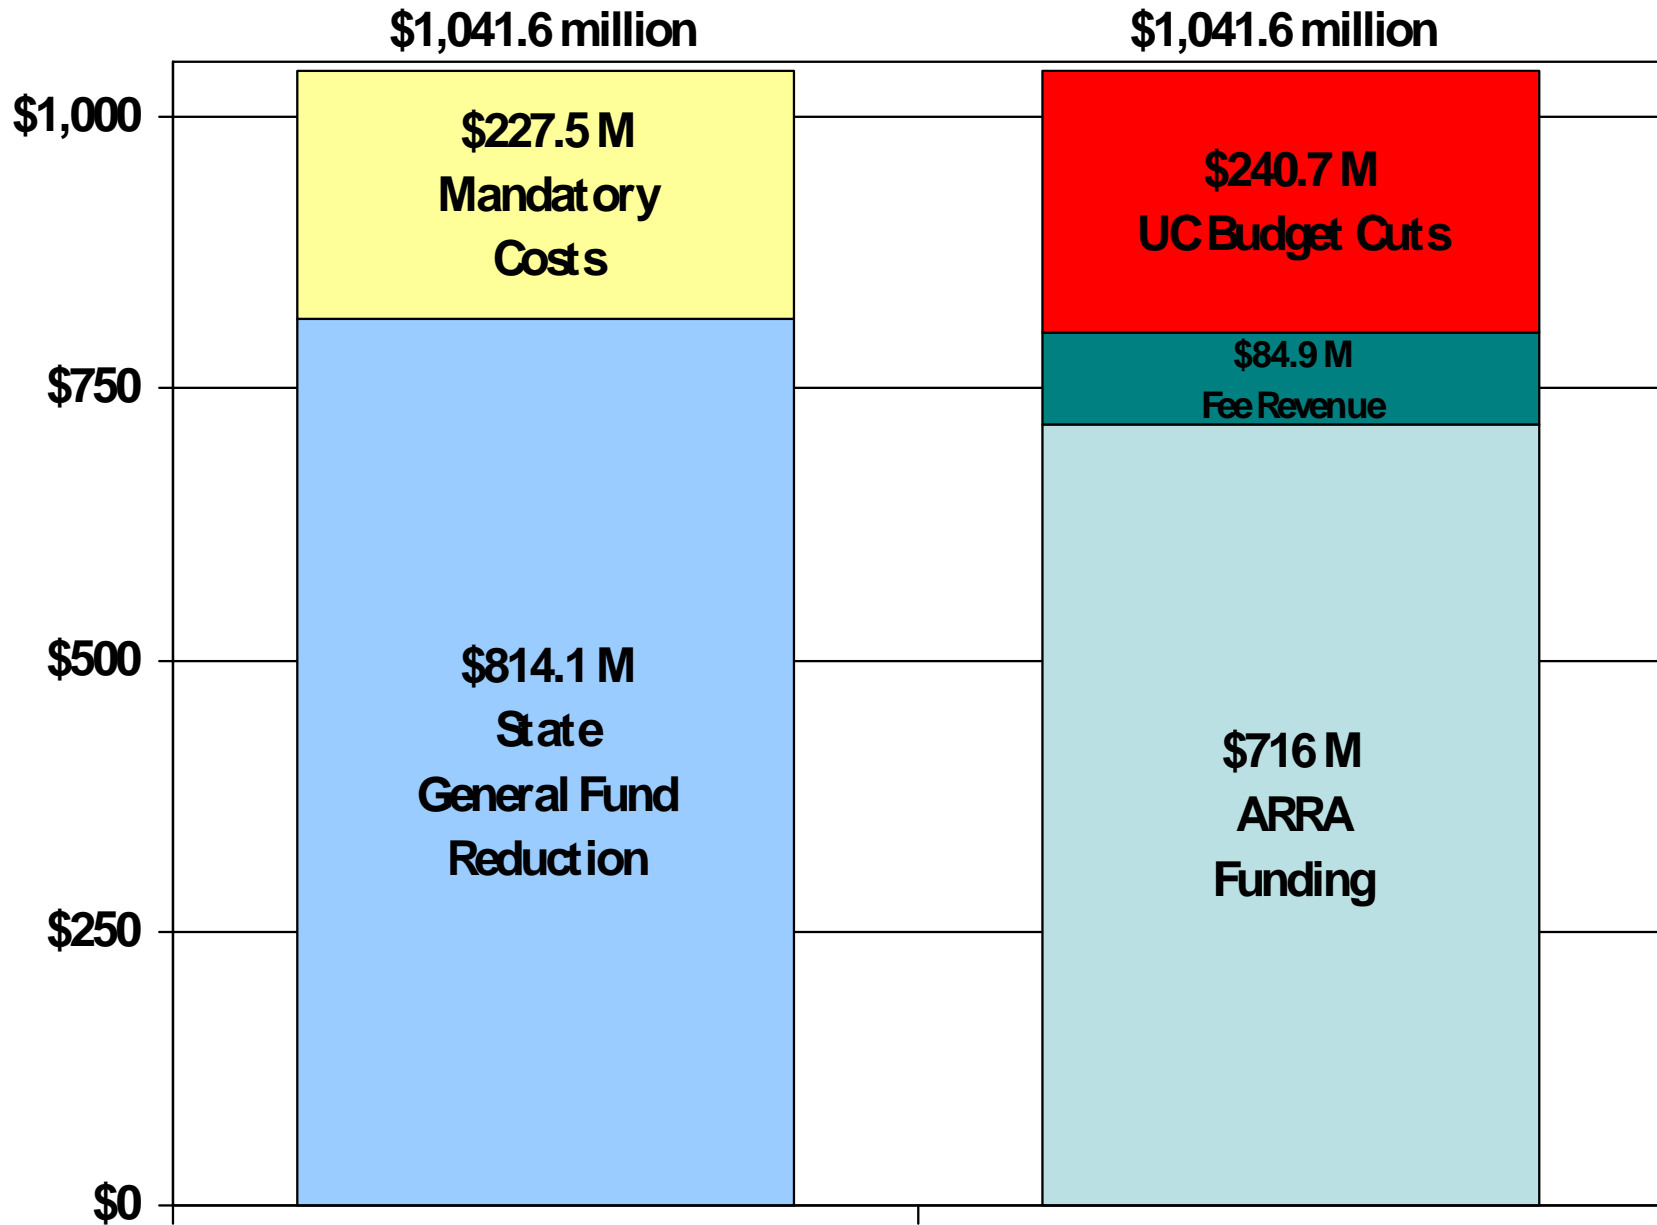 $1,041.6 million
$1,041.6 million
$1,000
$750
$500
$250
$0
$227.5 M
Mandatory
Costs
$814.1 M
State
General Fund
Reduction
$240.7 M
UC Budget Cuts
$84.9 M
Fee Revenue
$716 M
ARRA
Funding